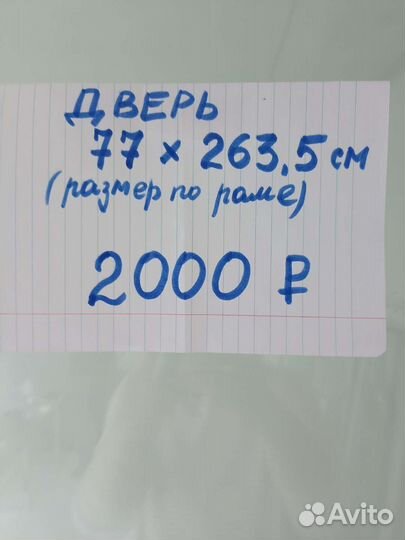 ДВЕРЬ
77 х 263.5 см
(размер по раме)
2000 ₽
Avito